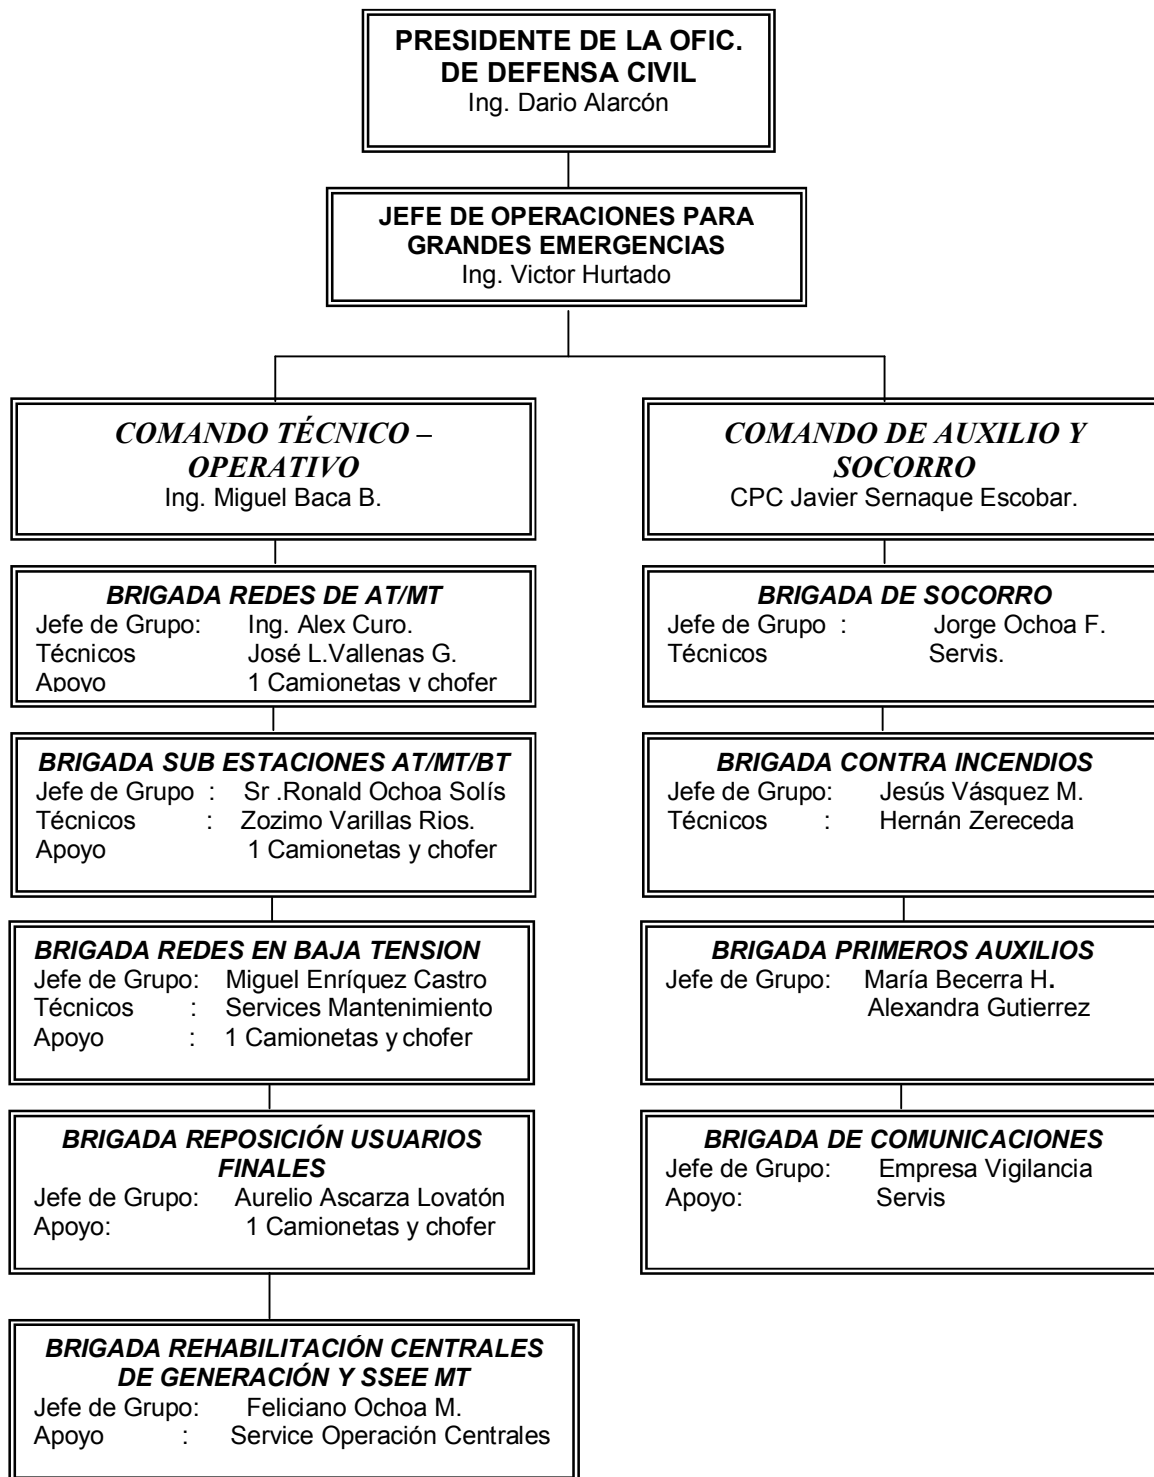 PRESIDENTE DE LA OFIC.
DE DEFENSA CIVIL
Ing. Dario Alarcón
JEFE DE OPERACIONES PARA
GRANDES EMERGENCIAS
Ing. Victor Hurtado
COMANDO TÉCNICO –
OPERATIVO
Ing. Miguel Baca B.
BRIGADA REDES DE AT/MT
Jefe de Grupo: Ing. Alex Curo.
Técnicos José L.Vallenas G.
Apoyo 1 Camionetas y chofer
BRIGADA SUB ESTACIONES AT/MT/BT
Jefe de Grupo : Sr .Ronald Ochoa Solís
Técnicos : Zozimo Varillas Rios.
Apoyo 1 Camionetas y chofer
BRIGADA REDES EN BAJA TENSION
Jefe de Grupo: Miguel Enríquez Castro
Técnicos : Services Mantenimiento
Apoyo : 1 Camionetas y chofer
BRIGADA REPOSICIÓN USUARIOS
FINALES
Jefe de Grupo: Aurelio Ascarza Lovatón
Apoyo: 1 Camionetas y chofer
BRIGADA REHABILITACIÓN CENTRALES
DE GENERACIÓN Y SSEE MT
Jefe de Grupo: Feliciano Ochoa M.
Apoyo : Service Operación Centrales
COMANDO DE AUXILIO Y
SOCORRO
CPC Javier Sernaque Escobar.
BRIGADA DE SOCORRO
Jefe de Grupo : Jorge Ochoa F.
Técnicos Servis.
BRIGADA CONTRA INCENDIOS
Jefe de Grupo: Jesús Vásquez M.
Técnicos : Hernán Zereceda
BRIGADA PRIMEROS AUXILIOS
Jefe de Grupo: María Becerra H.
Alexandra Gutierrez
BRIGADA DE COMUNICACIONES
Jefe de Grupo: Empresa Vigilancia
Apoyo: Servis